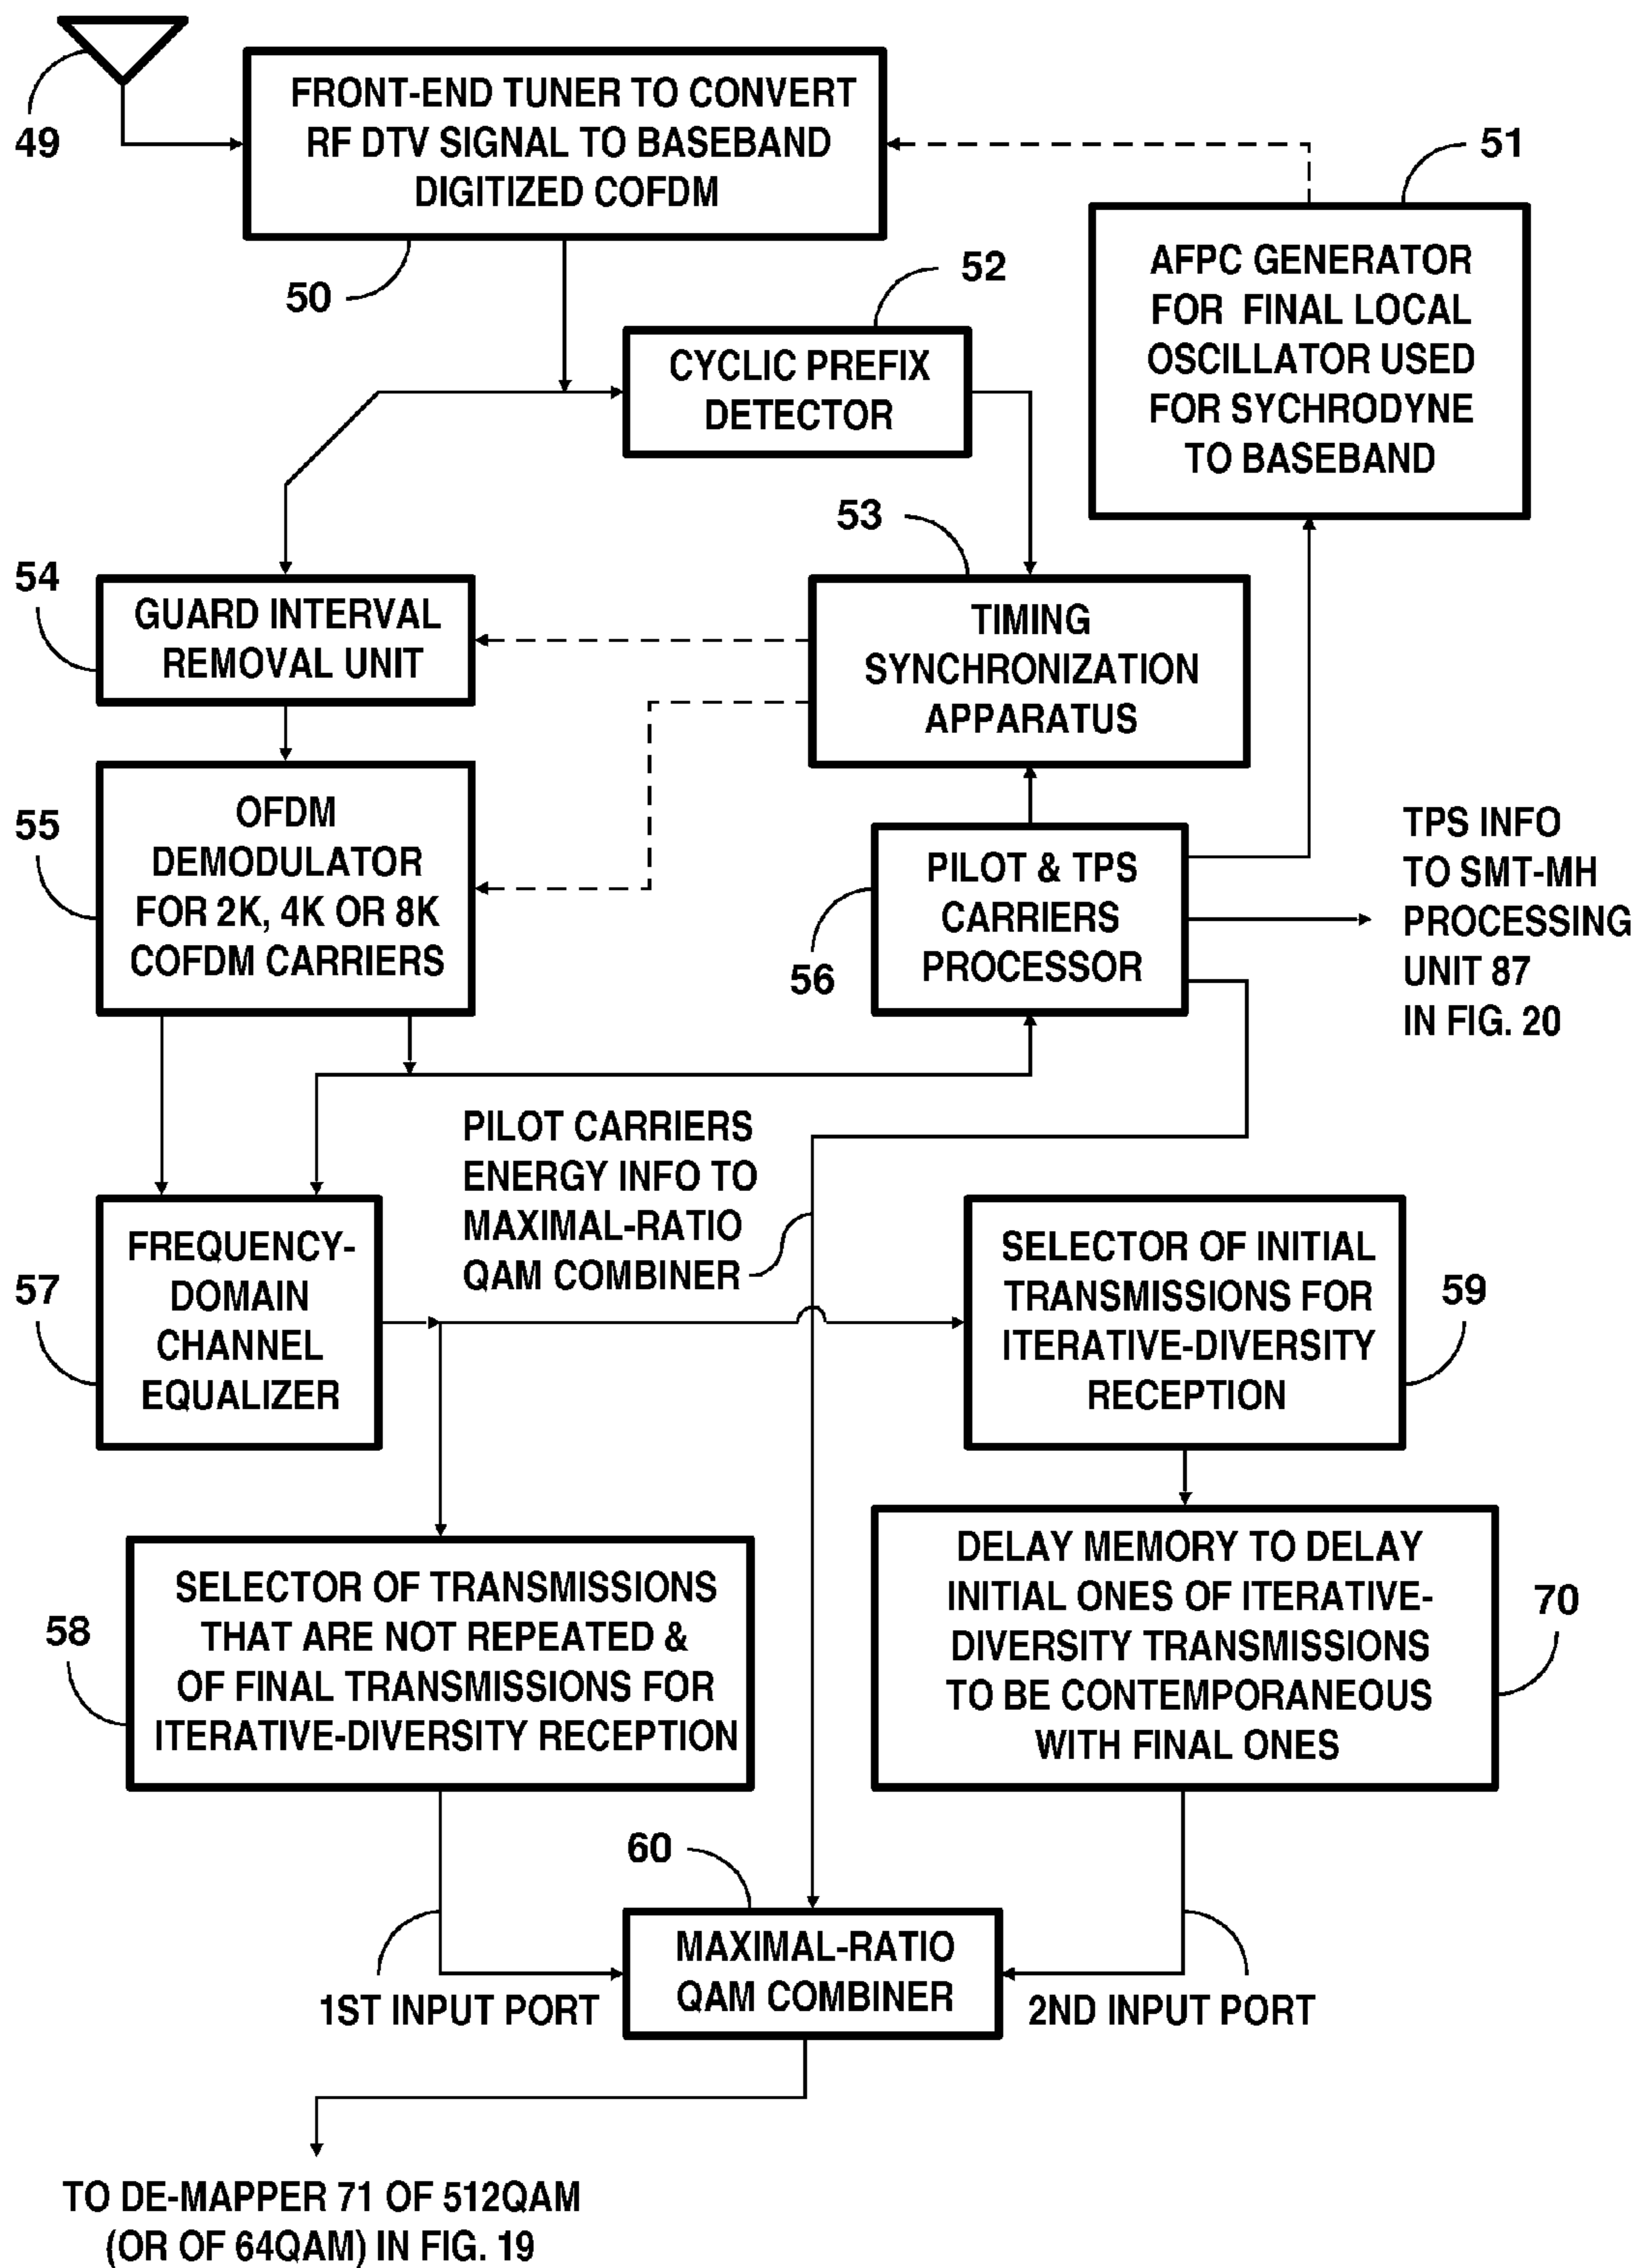 49
FRONT-END TUNER TO CONVERT
RF DTV SIGNAL TO BASEBAND
DIGITIZED COFDM
50
51
AFPC GENERATOR
FOR FINAL LOCAL
OSCILLATOR USED
FOR SYCHRODYNE
TO BASEBAND
52
CYCLIC PREFIX
DETECTOR
53
TIMING
SYNCHRONIZATION
APPARATUS
54
GUARD INTERVAL
REMOVAL UNIT
55
OFDM
DEMODULATOR
FOR 2K, 4K OR 8K
COFDM CARRIERS
PILOT & TPS
CARRIERS
PROCESSOR
56
TPS INFO
TO SMT-MH
PROCESSING
UNIT 87
IN FIG. 20
PILOT CARRIERS
ENERGY INFO TO
MAXIMAL-RATIO
QAM COMBINER
57
FREQUENCY-
DOMAIN
CHANNEL
EQUALIZER
SELECTOR OF INITIAL
TRANSMISSIONS FOR
ITERATIVE-DIVERSITY
RECEPTION
59
58
SELECTOR OF TRANSMISSIONS
THAT ARE NOT REPEATED &
OF FINAL TRANSMISSIONS FOR
ITERATIVE-DIVERSITY RECEPTION
DELAY MEMORY TO DELAY
INITIAL ONES OF ITERATIVE-
DIVERSITY TRANSMISSIONS
TO BE CONTEMPORANEOUS
WITH FINAL ONES
70
60
MAXIMAL-RATIO
QAM COMBINER
1ST INPUT PORT
2ND INPUT PORT
TO DE-MAPPER 71 OF 512QAM
(OR OF 64QAM) IN FIG. 19